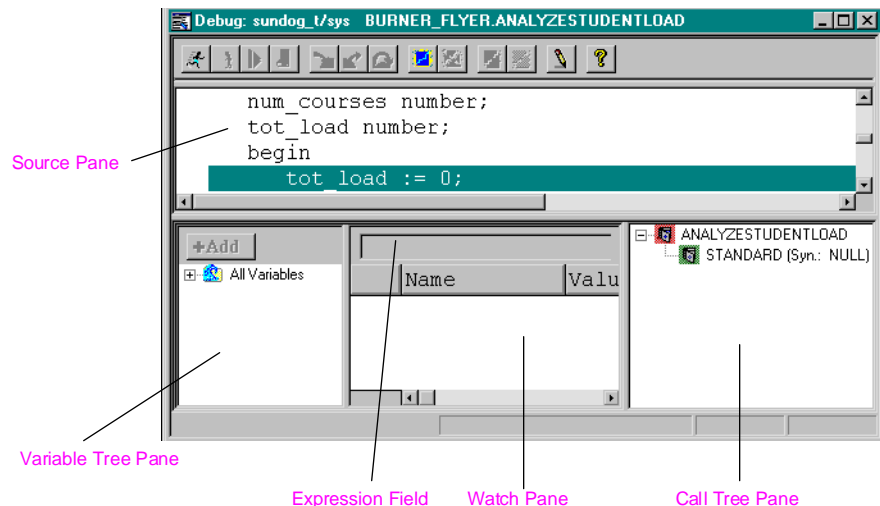 Debug: sundog_t/sys BURNER_FLYER.ANALYZESTUDENTLOAD
num_courses number;
tot_load number;
begin
tot_load := 0;
Source Pane
+Add
All Variables
Name Valu
ANALYZESTUDENTLOAD
STANDARD (Syn.: NULL)
Variable Tree Pane
Expression Field
Watch Pane
Call Tree Pane